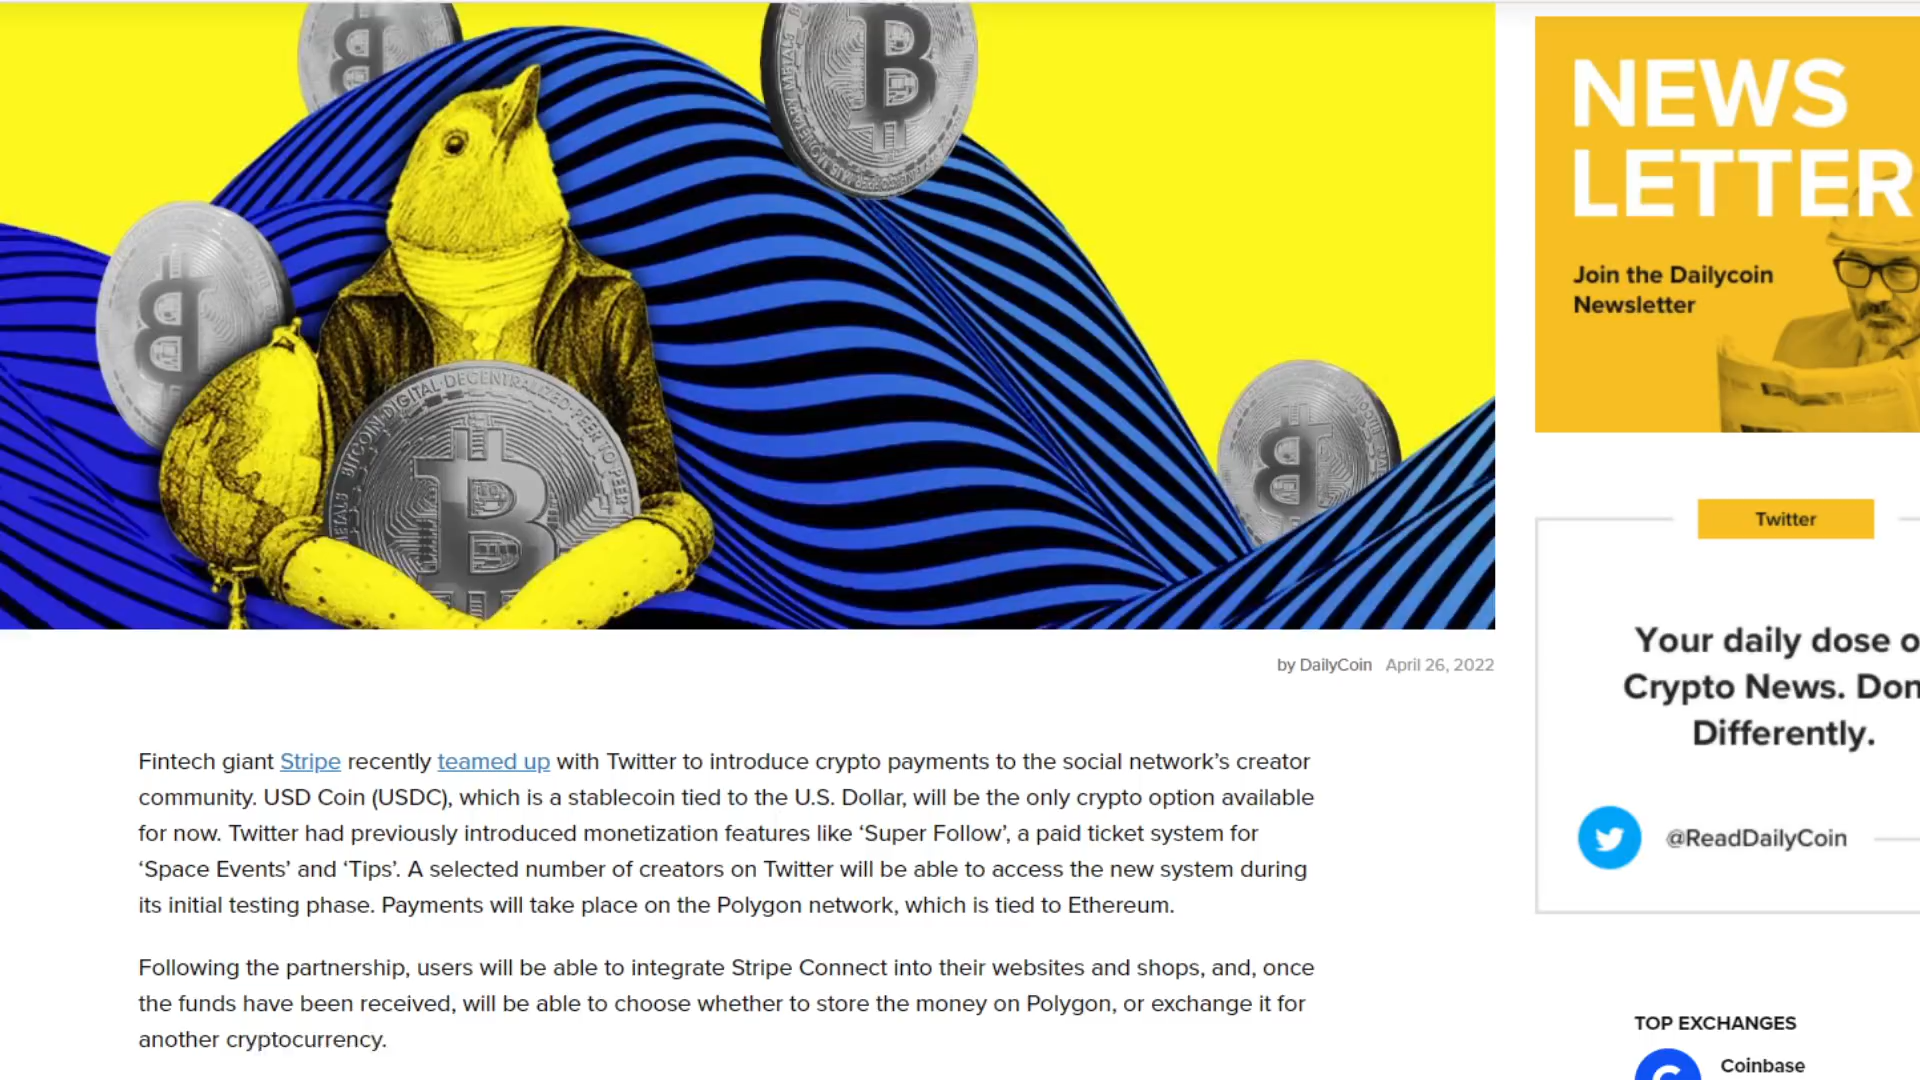 BITCOIN DIGITAL DECENTRALIZED PEER TO PEER
by DailyCoin April 26, 2022
Fintech giant Stripe recently teamed up with Twitter to introduce crypto payments to the social network’s creator
community. USD Coin (USDC), which is a stablecoin tied to the U.S. Dollar, will be the only crypto option available
for now. Twitter had previously introduced monetization features like ‘Super Follow’, a paid ticket system for
‘Space Events’ and ‘Tips’. A selected number of creators on Twitter will be able to access the new system during
its initial testing phase. Payments will take place on the Polygon network, which is tied to Ethereum.
Following the partnership, users will be able to integrate Stripe Connect into their websites and shops, and, once
the funds have been received, will be able to choose whether to store the money on Polygon, or exchange it for
another cryptocurrency.
NEWS
LETTER
Join the Dailycoin
Newsletter
Twitter
Your daily dose o
Crypto News. Don
Differently.
@ReadDailyCoin
TOP EXCHANGES
Coinbase